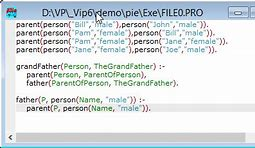 D:\VP\_Vip6\demo\pie\Exe\FILE0.PRO
parent(person("Bill","male"),person("John","male")).
parent(person("Pam","female"),person("Bill","male")).
parent(person("Pam","female"),person("Jane","female")).
parent(person("Jane","female"),person("Joe","male")).
grandFather(Person, TheGrandFather) :-
parent(Person, ParentOfPerson),
father(ParentOfPerson, TheGrandFather).
father(P, person(Name, "male")) :-
parent(P, person(Name, "male")).